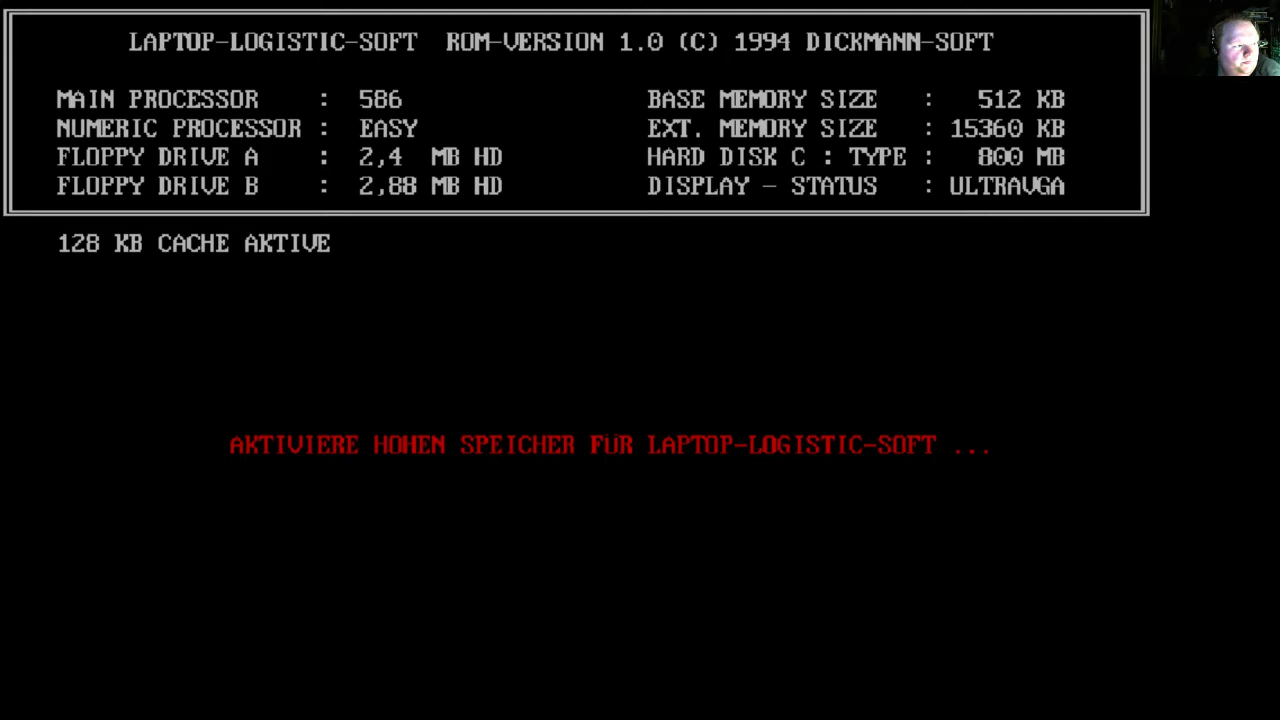 LAPTOP-LOGISTIC-SOFT ROM-VERSION 1.0 (C) 1994 DICKMANN-SOFT
MAIN PROCESSOR : 586 BASE MEMORY SIZE : 512 KB
NUMERIC PROCESSOR : EASY EXT. MEMORY SIZE : 15360 KB
FLOPPY DRIVE A : 2,4 MB HD HARD DISK C : TYPE : 800 MB
FLOPPY DRIVE B : 2,88 MB HD DISPLAY - STATUS : ULTRAVGA
128 KB CACHE AKTIVE
AKTIVIERE HOHEN SPEICHER FÜR LAPTOP-LOGISTIC-SOFT ...